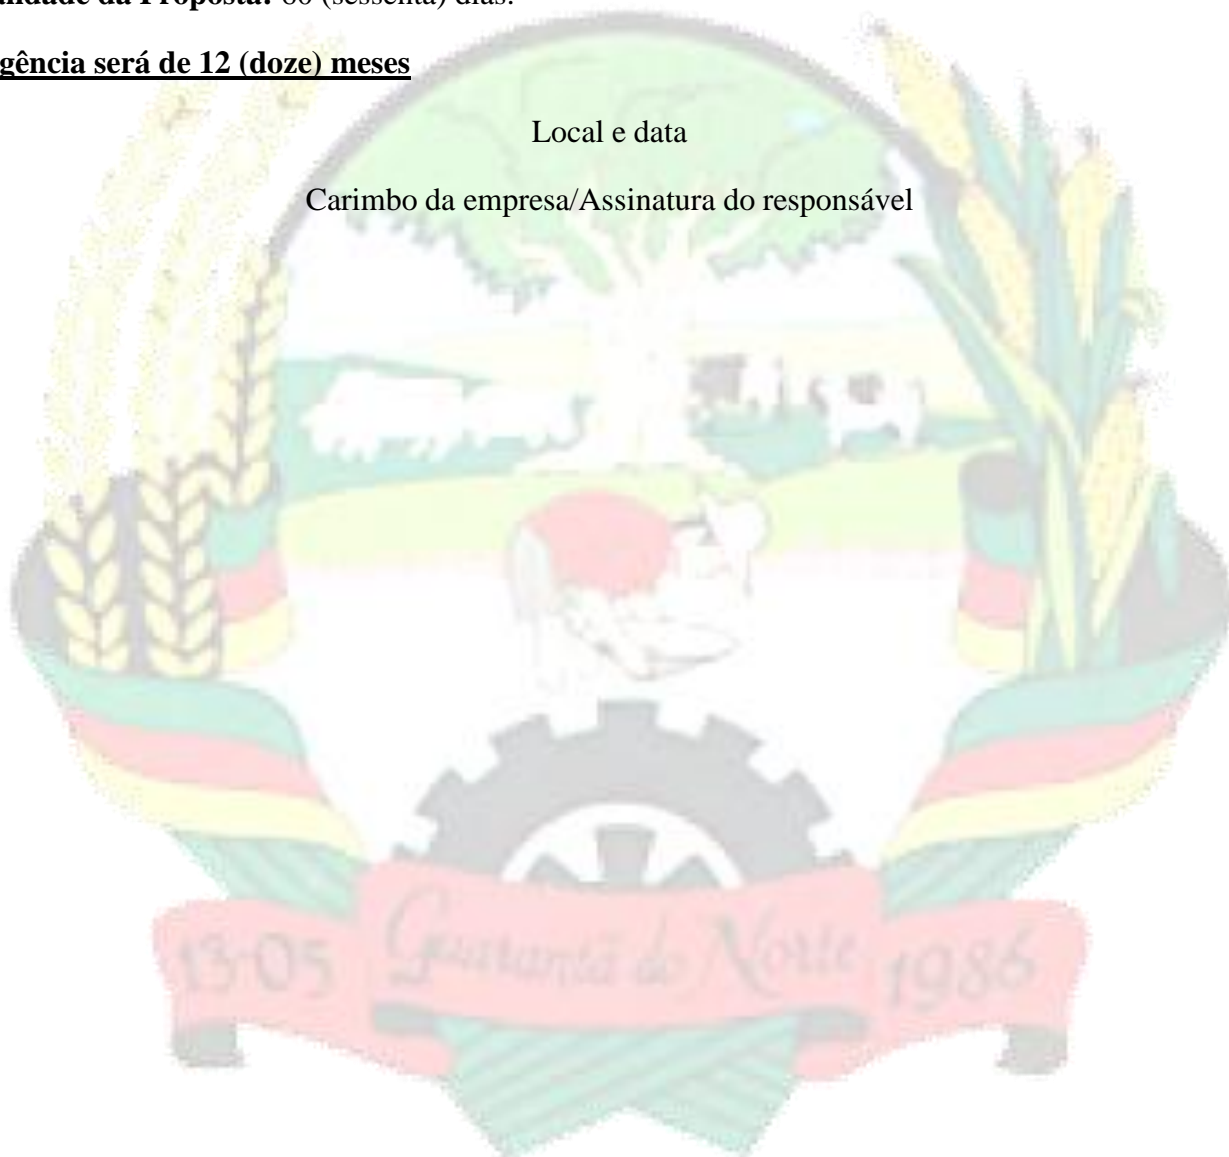 da Proposta: 60 (sessenta) dias.
gência será de 12 (doze) meses
Local e data
Carimbo da empresa/Assinatura do responsável
13-05 Guarantã do Norte 1986